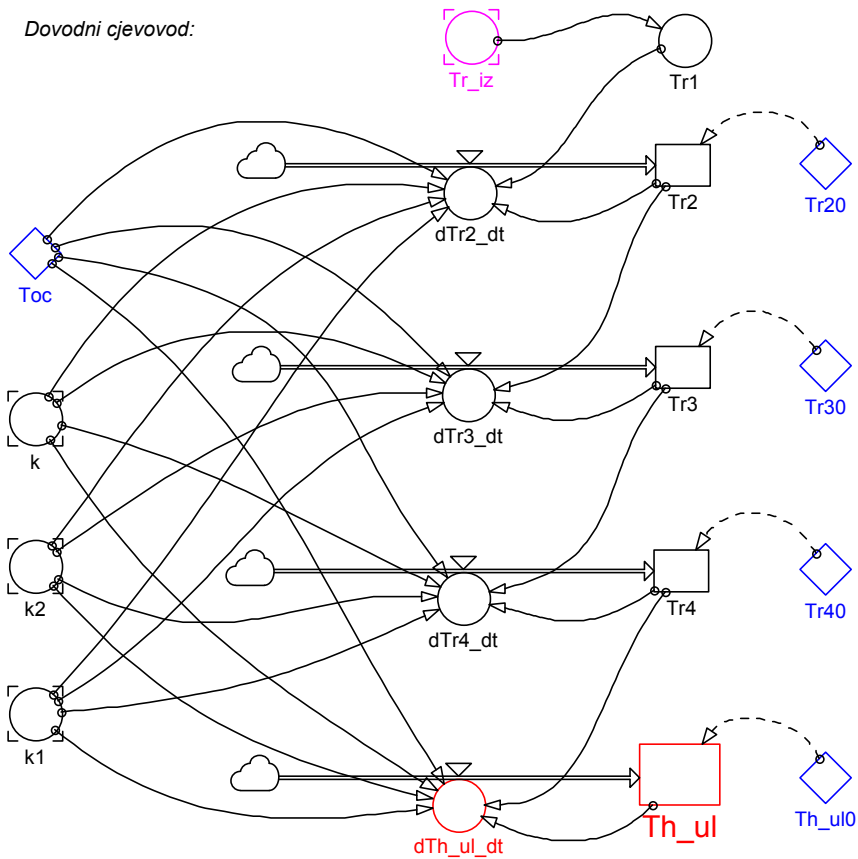 Dovodni cjevovod:
Tr_iz
Tr1
Tr2
Tr20
dTr2_dt
Toc
Tr3
Tr30
dTr3_dt
k
Tr4
Tr40
dTr4_dt
k2
k1
Th_ul
Th_ul0
dTh_ul_dt